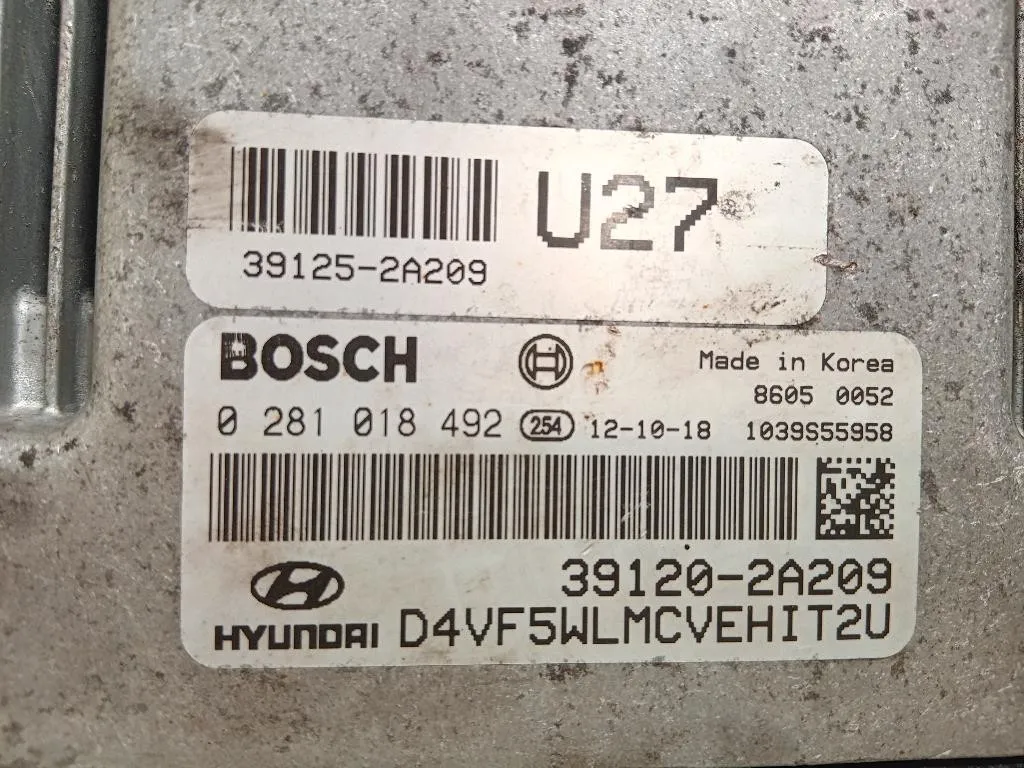 U27
39125-2A209
BOSCH
Made in Korea
8605 0052
0 281 018 492 254 12-10-18 1039S55958
39120-2A209
HYUNDAI D4VF5WLMCVEHIT2U